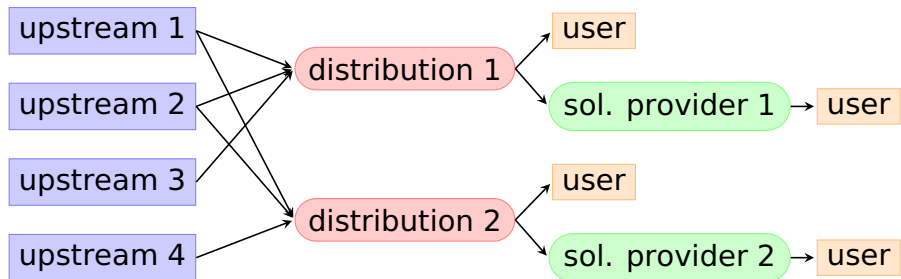 upstream 1
upstream 2
upstream 3
upstream 4
distribution 1
distribution 2
user
sol. provider 1
user
user
sol. provider 2
user